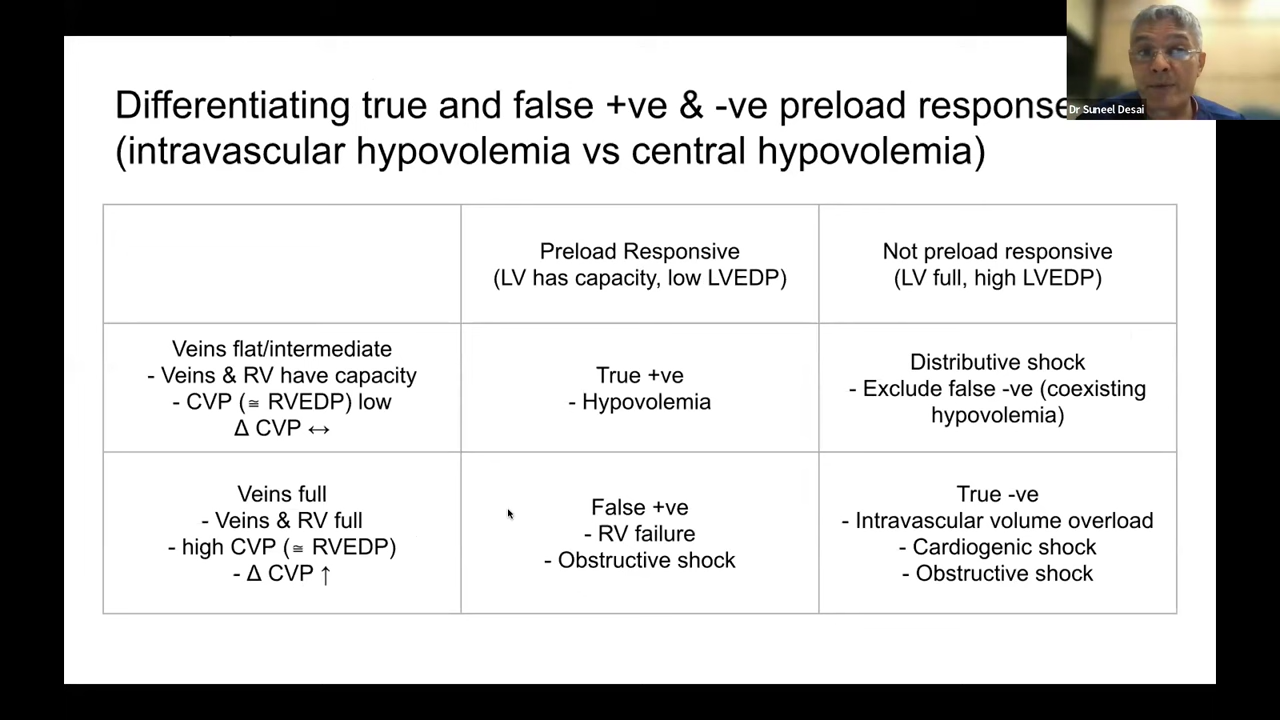 Differentiating true and false +ve & -ve preload response
(intravascular hypovolemia vs central hypovolemia)
Dr Suneel Desai
Preload Responsive
(LV has capacity, low LVEDP)
Not preload responsive
(LV full, high LVEDP)
Veins flat/intermediate
- Veins & RV have capacity
- CVP (≅ RVEDP) low
Δ CVP ↔
True +ve
- Hypovolemia
Distributive shock
- Exclude false -ve (coexisting
hypovolemia)
Veins full
- Veins & RV full
- high CVP (≅ RVEDP)
- Δ CVP ↑
False +ve
- RV failure
- Obstructive shock
True -ve
- Intravascular volume overload
- Cardiogenic shock
- Obstructive shock